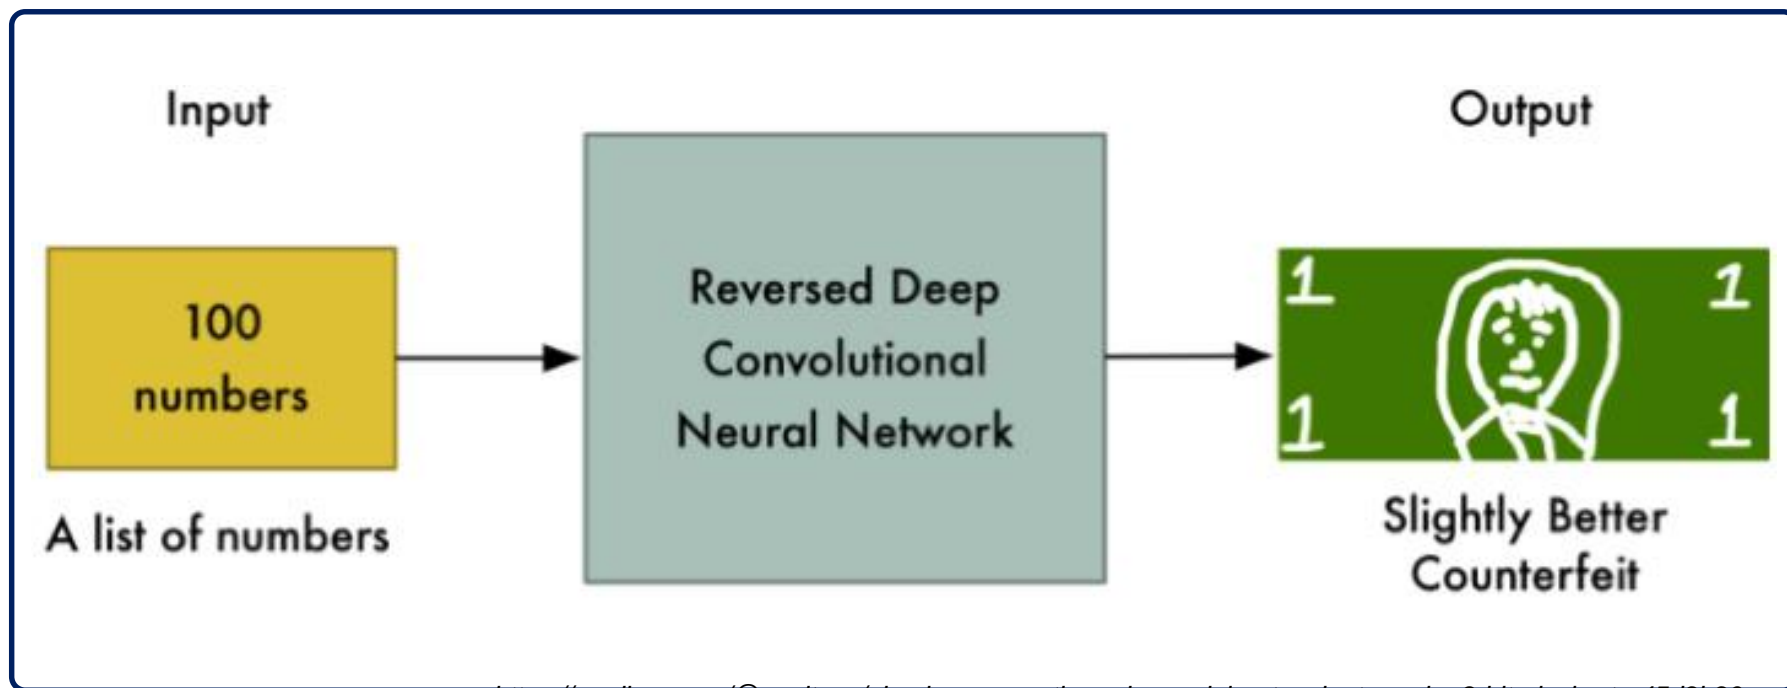 Input
Output
100
numbers
A list of numbers
Reversed Deep
Convolutional
Neural Network
1 1
1 1
Slightly Better
Counterfeit